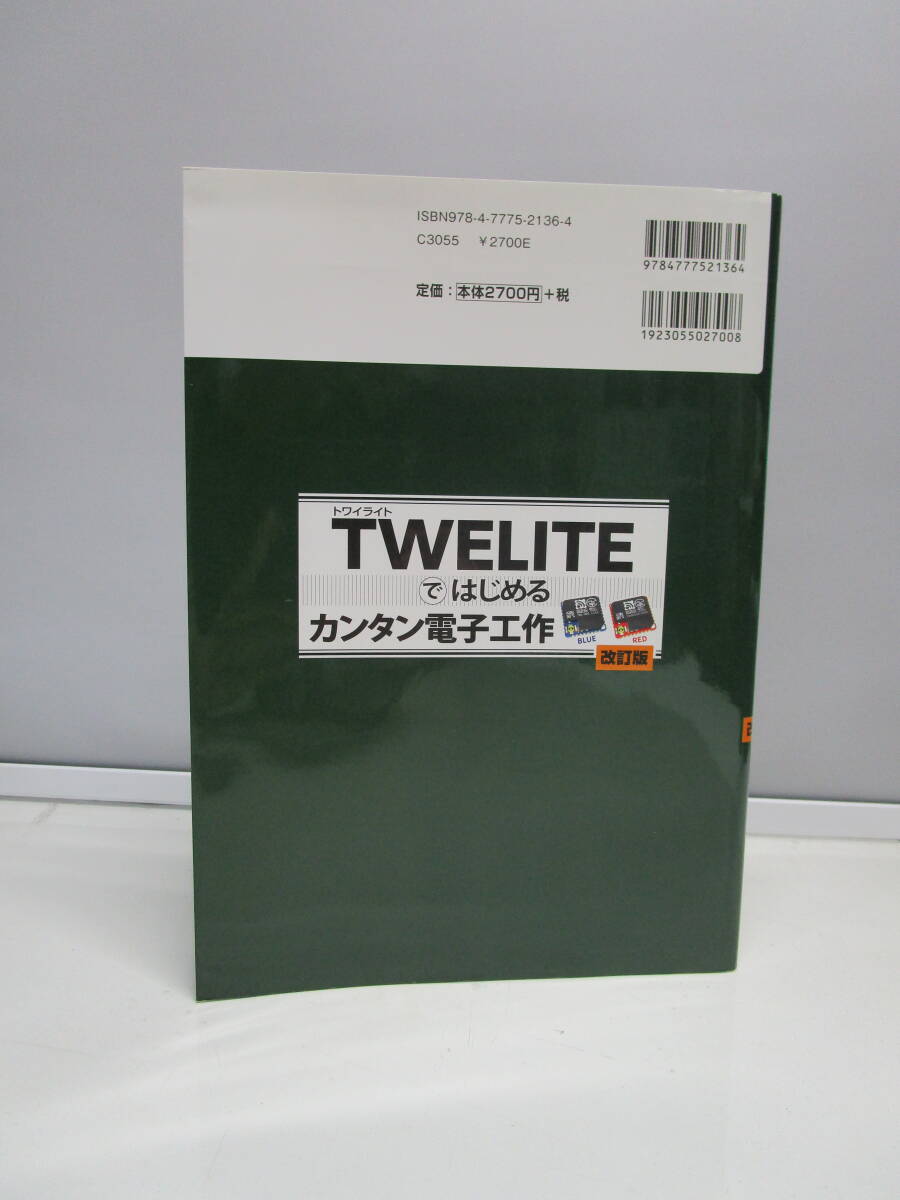 ISBN978-4-7775-2136-4
C3055 ¥2700E
定価：本体2700円+税
9784777521364
1923055027008
トワイライト
TWELITE
で はじめる
カンタン電子工作
BLUE
RED
改訂版